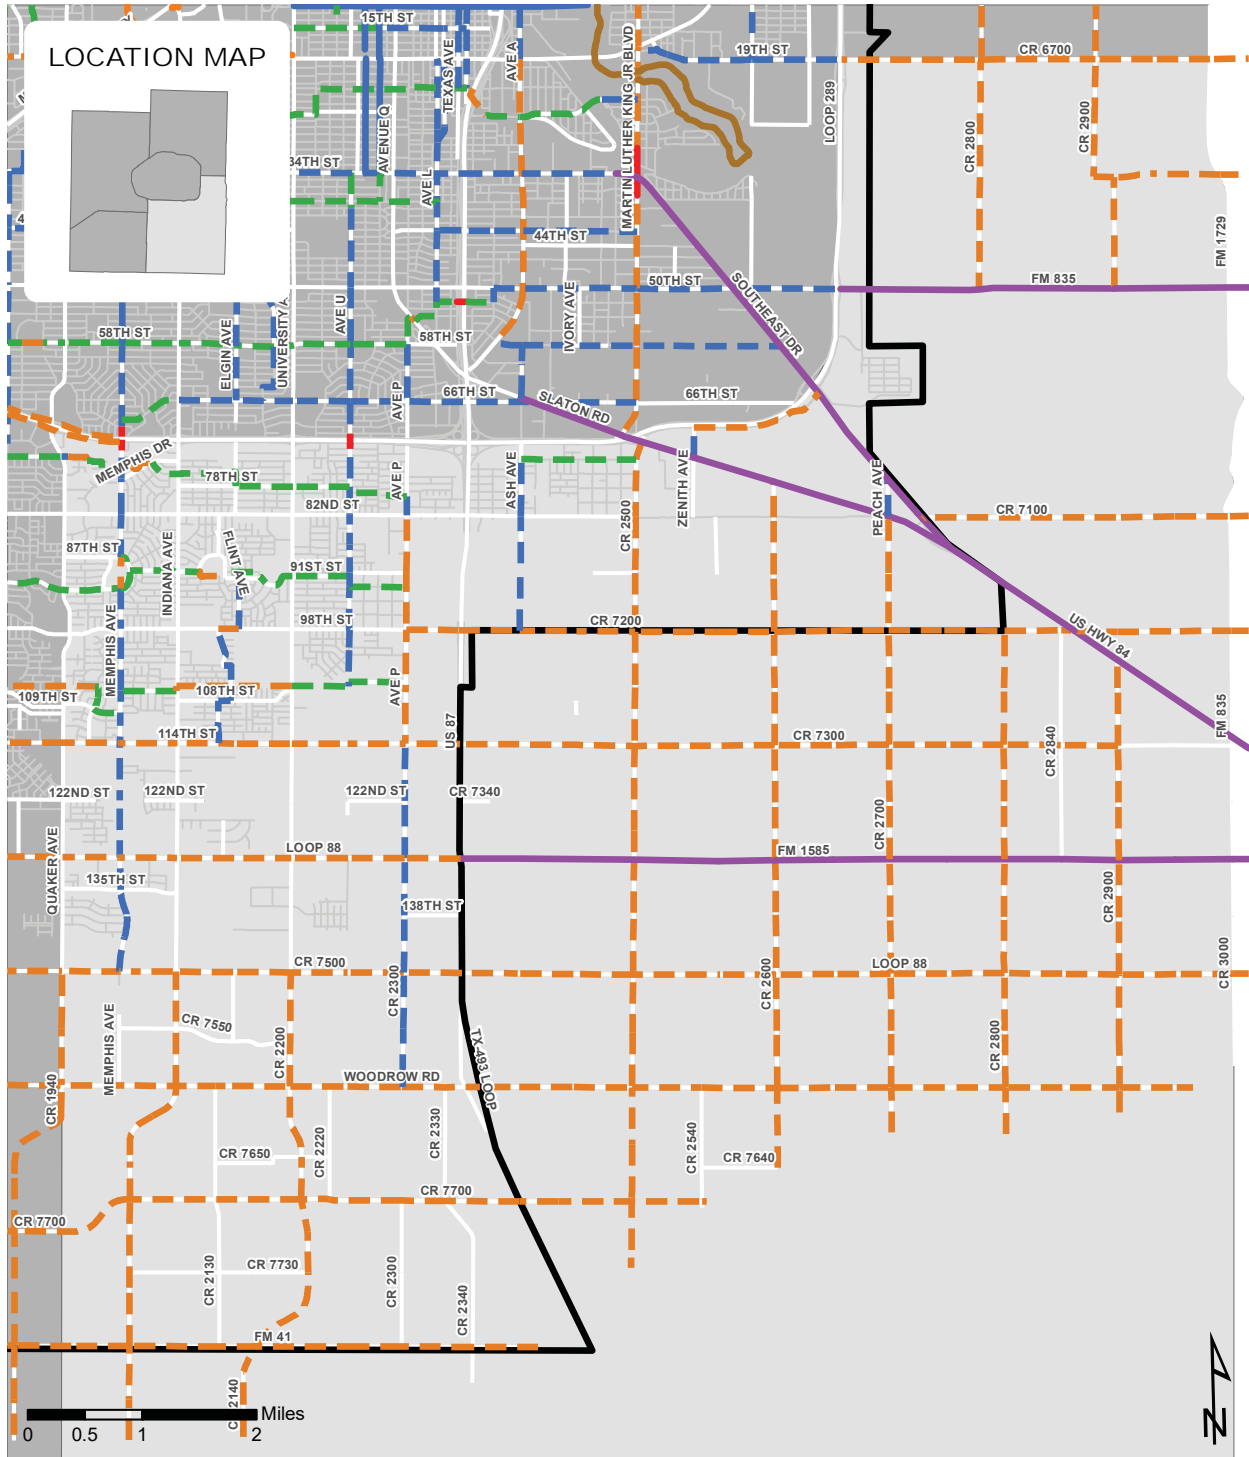 15TH ST
TEXAS AVE
AVE A
MARTIN LUTHER KING JR BLVD
19TH ST
LOOP 289
CR 6700
CR 2800
CR 2900
LOCATION MAP
AVENUE Q
34TH ST
AVE L
44TH ST
FM 1729
50TH ST
FM 835
SOUTHEAST DR
IVORY AVE
AVE U
58TH ST
58TH ST
ELGIN AVE
UNIVERSITY A
AVE P
66TH ST
SLATON RD
66TH ST
MEMPHIS DR
78TH ST
AVE P
ASH AVE
ZENITH AVE
PEACH AVE
82ND ST
CR 2500
CR 7100
87TH ST
INDIANA AVE
FLINT AVE
91ST ST
98TH ST
CR 7200
US HWY 84
MEMPHIS AVE
109TH ST
108TH ST
AVE P
US 87
114TH ST
CR 7300
CR 2840
FM 835
122ND ST
122ND ST
122ND ST
CR 7340
CR 2700
QUAKER AVE
LOOP 88
FM 1585
135TH ST
138TH ST
CR 2900
CR 7500
CR 2300
CR 2600
LOOP 88
CR 3000
MEMPHIS AVE
CR 7550
CR 2200
TX-493 LOOP
CR 2800
CR 1940
WOODROW RD
CR 7650
CR 2220
CR 2330
CR 2540
CR 7640
CR 7700
CR 7700
CR 2130
CR 7730
CR 2300
CR 2340
FM 41
2140
Miles
0 0.5 1 2
N